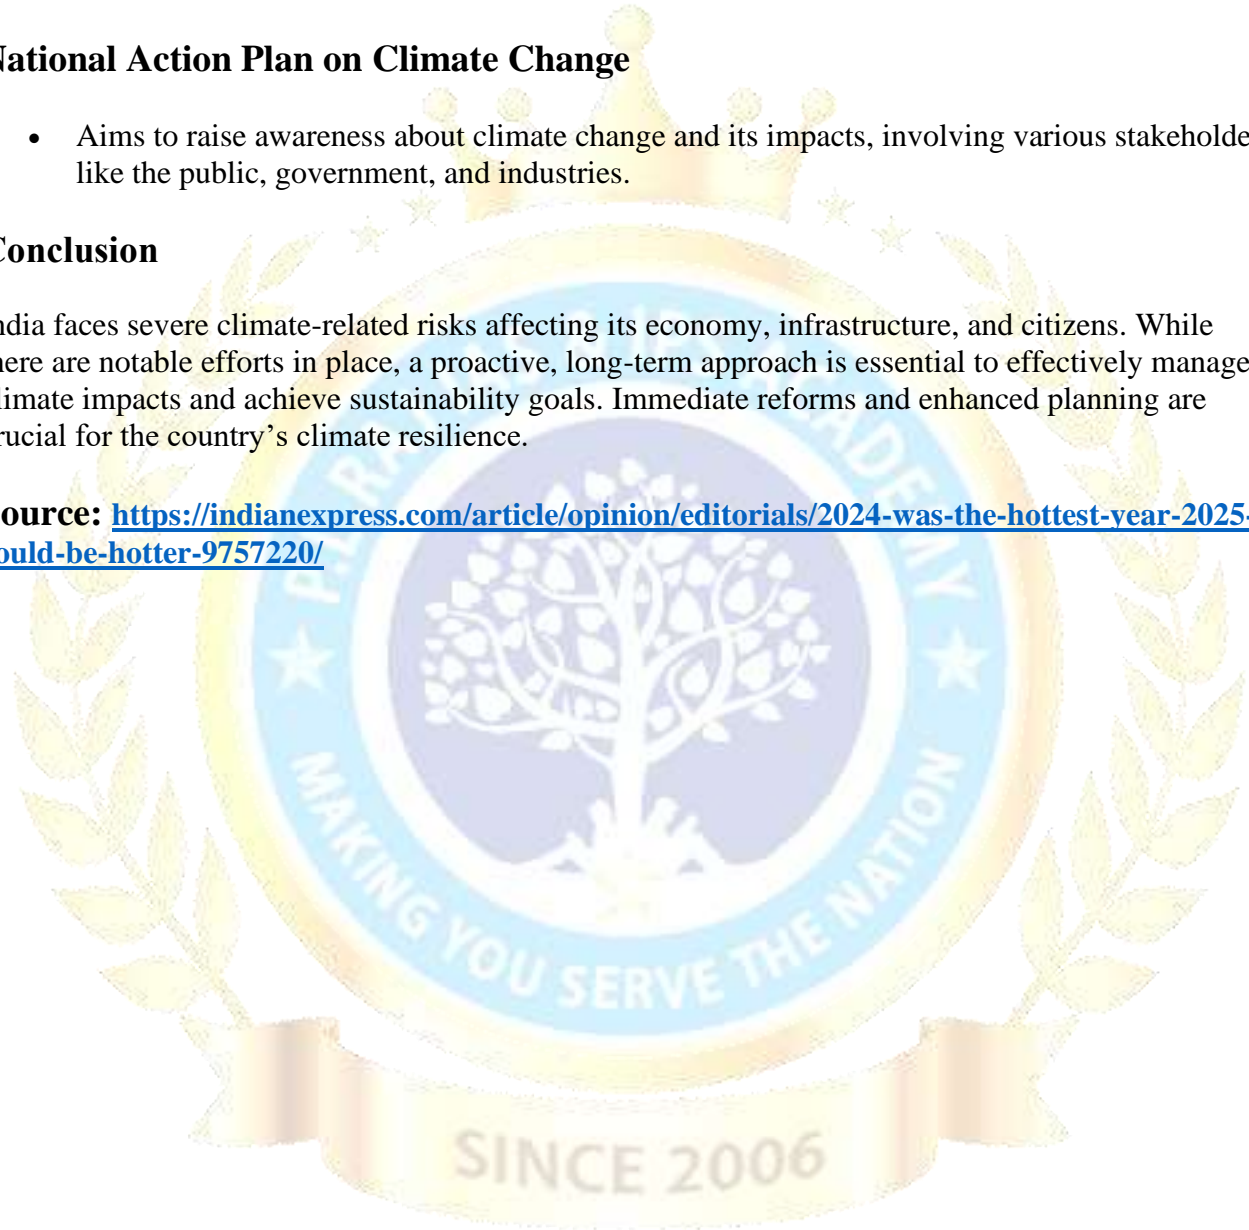 National Action Plan on Climate Change
• Aims to raise awareness about climate change and its impacts, involving various stakeholde
like the public, government, and industries.
Conclusion
ndia faces severe climate-related risks affecting its economy, infrastructure, and citizens. While
here are notable efforts in place, a proactive, long-term approach is essential to effectively manage
limate impacts and achieve sustainability goals. Immediate reforms and enhanced planning are
rucial for the country’s climate resilience.
ource: https://indianexpress.com/article/opinion/editorials/2024-was-the-hottest-year-2025-
ould-be-hotter-9757220/
ACADEMY
MAKING YOU SERVE THE NATION
SINCE 2006